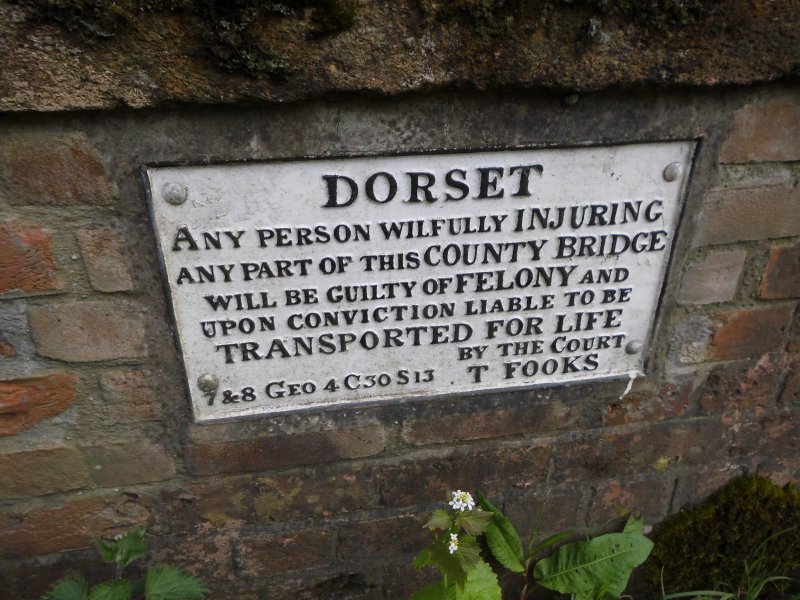 DORSET
ANY PERSON WILFULLY INJURING
ANY PART OF THIS COUNTY BRIDGE
WILL BE GUILTY OF FELONY AND
UPON CONVICTION LIABLE TO BE
TRANSPORTED FOR LIFE
BY THE COURT
7&8 GEO 4 C30 S13 T FOOKS